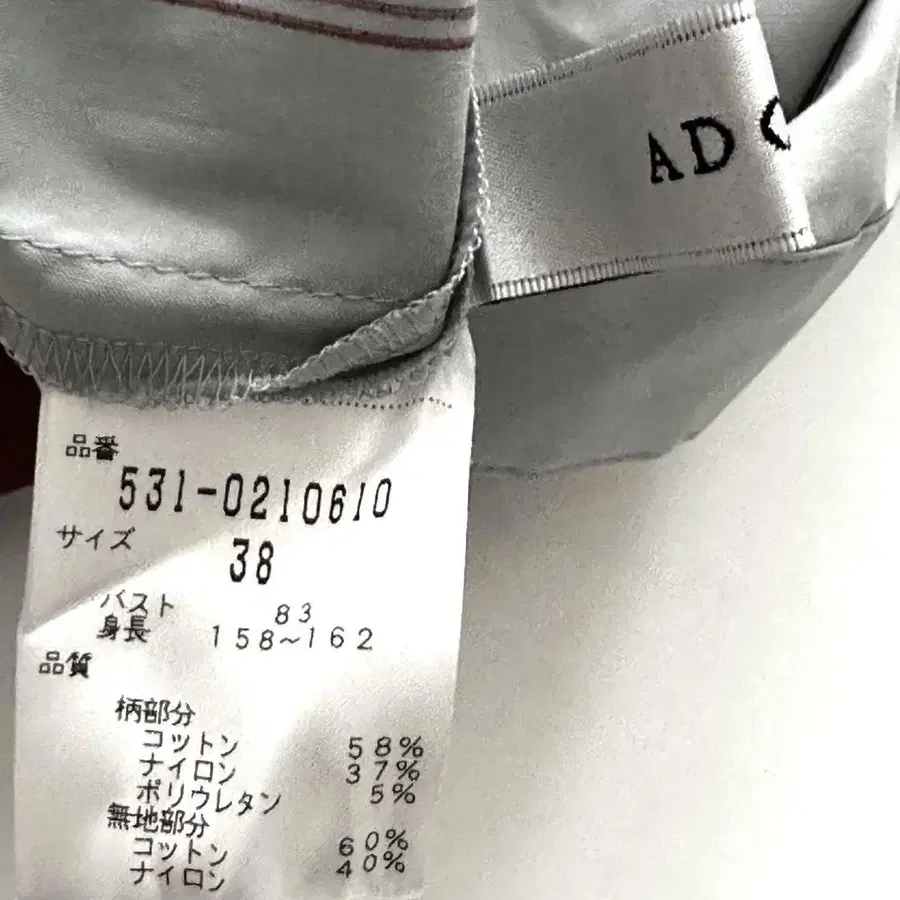 AD
品番
531-0210610
サイズ
38
バスト 83
身長 158~162
品質
柄部分
コットン 58%
ナイロン 37%
ポリウレタン 5%
無地部分
コットン 60%
ナイロン 40%